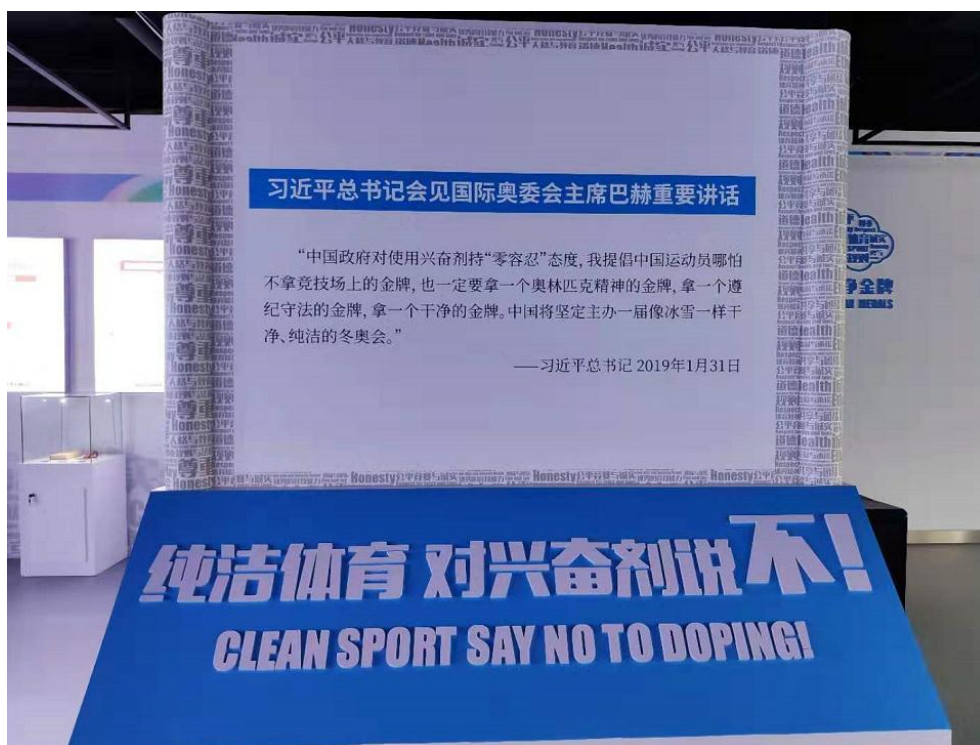 习近平总书记会见国际奥委会主席巴赫重要讲话
“中国政府对使用兴奋剂持“零容忍”态度,我提倡中国运动员哪怕
不拿竞技场上的金牌,也一定要拿一个奥林匹克精神的金牌,拿一个遵
纪守法的金牌,拿一个干净的金牌。中国将坚定主办一届像冰雪一样干
净、纯洁的冬奥会。”
——习近平总书记 2019年1月31日
净金牌
纯洁体育 对兴奋剂说不!
CLEAN SPORT SAY NO TO DOPING!